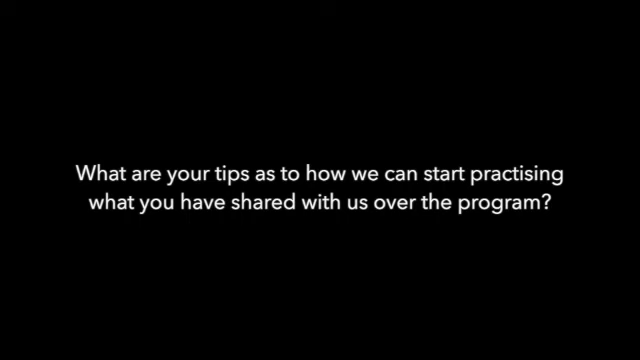 What are your tips as to how we can start practising
what you have shared with us over the program?